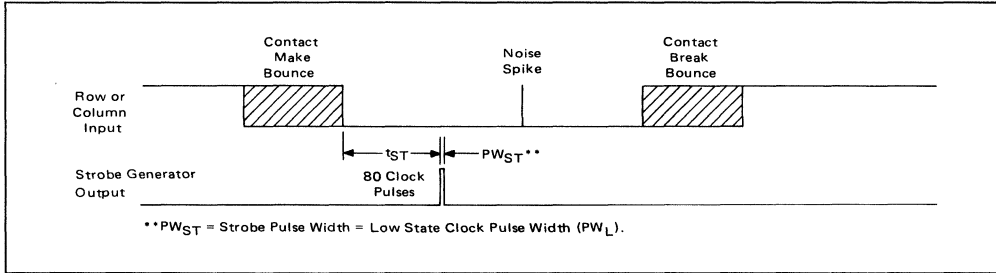 Contact
Make
Bounce
Noise
Spike
Contact
Break
Bounce
Row or
Column
Input
tST
PWST**
Strobe Generator
Output
80 Clock
Pulses
**PWST = Strobe Pulse Width = Low State Clock Pulse Width (PWL).